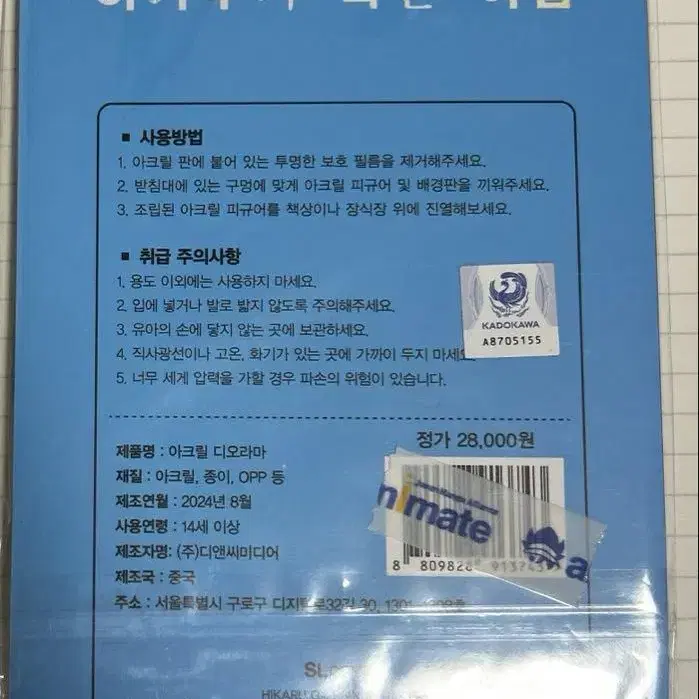 ■ 사용방법
1. 아크릴 판에 붙어 있는 투명한 보호 필름을 제거해주세요.
2. 받침대에 있는 구멍에 맞게 아크릴 피규어 및 배경판을 끼워주세요.
3. 조립된 아크릴 피규어를 책상이나 장식장 위에 진열해보세요.
■ 취급 주의사항
1. 용도 이외에는 사용하지 마세요.
2. 입에 넣거나 발로 밟지 않도록 주의해주세요.
3. 유아의 손에 닿지 않는 곳에 보관하세요.
4. 직사광선이나 고온, 화기가 있는 곳에 가까이 두지 마세요.
5. 너무 세게 압력을 가할 경우 파손의 위험이 있습니다.
KADOKAWA
A8705155
정가 28,000원
제품명 : 아크릴 디오라마
재질 : 아크릴, 종이, OPP 등
제조연월 : 2024년 8월
사용연령 : 14세 이상
제조자명: (주)디앤씨미디어
제조국 : 중국
주소 : 서울특별시 구로구 디지털로32길 30,
nimate
a
8 809828
HIKARU